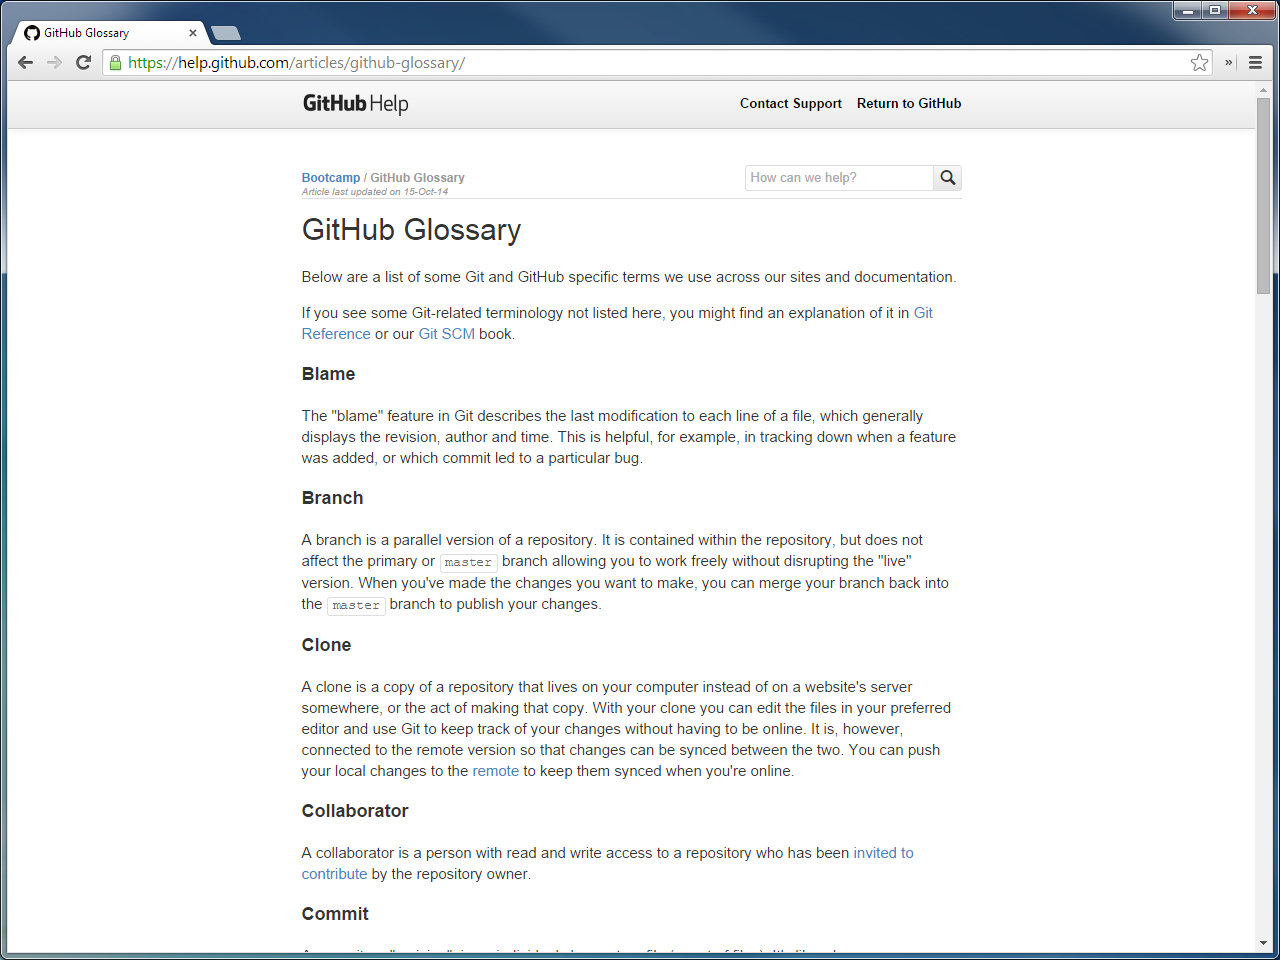 GitHub Glossary
https://help.github.com/articles/github-glossary/
GitHub Help
Contact Support Return to GitHub
Bootcamp / GitHub Glossary
Article last updated on 15-Oct-14
How can we help?
GitHub Glossary
Below are a list of some Git and GitHub specific terms we use across our sites and documentation.
If you see some Git-related terminology not listed here, you might find an explanation of it in Git
Reference or our Git SCM book.
Blame
The "blame" feature in Git describes the last modification to each line of a file, which generally
displays the revision, author and time. This is helpful, for example, in tracking down when a feature
was added, or which commit led to a particular bug.
Branch
A branch is a parallel version of a repository. It is contained within the repository, but does not
affect the primary or master branch allowing you to work freely without disrupting the "live"
version. When you've made the changes you want to make, you can merge your branch back into
the master branch to publish your changes.
Clone
A clone is a copy of a repository that lives on your computer instead of on a website's server
somewhere, or the act of making that copy. With your clone you can edit the files in your preferred
editor and use Git to keep track of your changes without having to be online. It is, however,
connected to the remote version so that changes can be synced between the two. You can push
your local changes to the remote to keep them synced when you're online.
Collaborator
A collaborator is a person with read and write access to a repository who has been invited to
contribute by the repository owner.
Commit